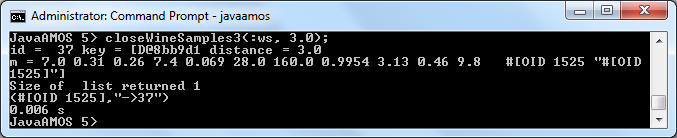 Administrator: Command Prompt - javaamos
JavaAMOS 5> closeWineSamples3(:ws, 3.0);
id =  37 key = [D@8bb9d1 distance = 3.0
m = 7.0 0.31 0.26 7.4 0.069 28.0 160.0 0.9954 3.13 0.46 9.8   #[OID 1525 "#[OID
1525]"]
Size of  list returned 1
(#[OID 1525],"->37")
0.006 s
JavaAMOS 5>